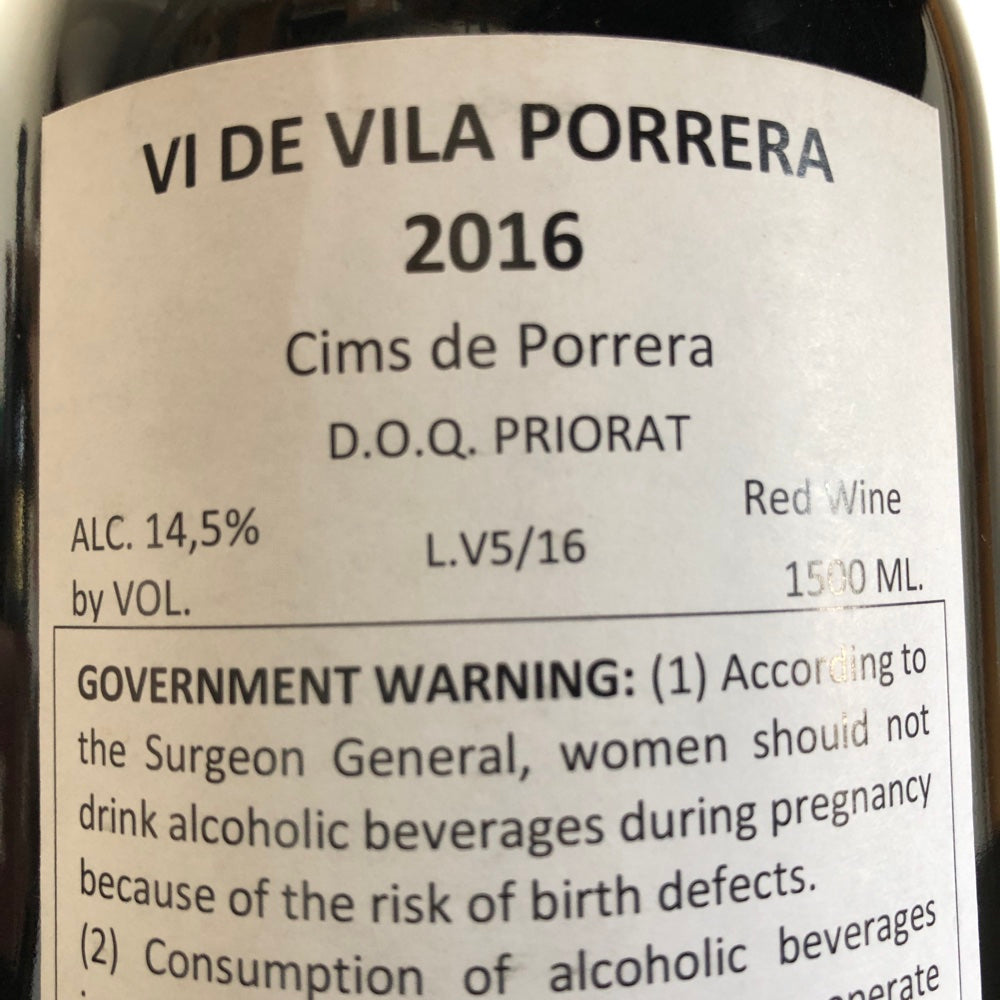 VI DE VILA PORRERA
2016
Cims de Porrera
D.O.Q. PRIORAT
ALC. 14,5%
by VOL.
L.V5/16
Red Wine
1500 ML.
GOVERNMENT WARNING: (1) According to
the Surgeon General, women should not
drink alcoholic beverages during pregnancy
because of the risk of birth defects.
(2) Consumption of alcoholic beverages